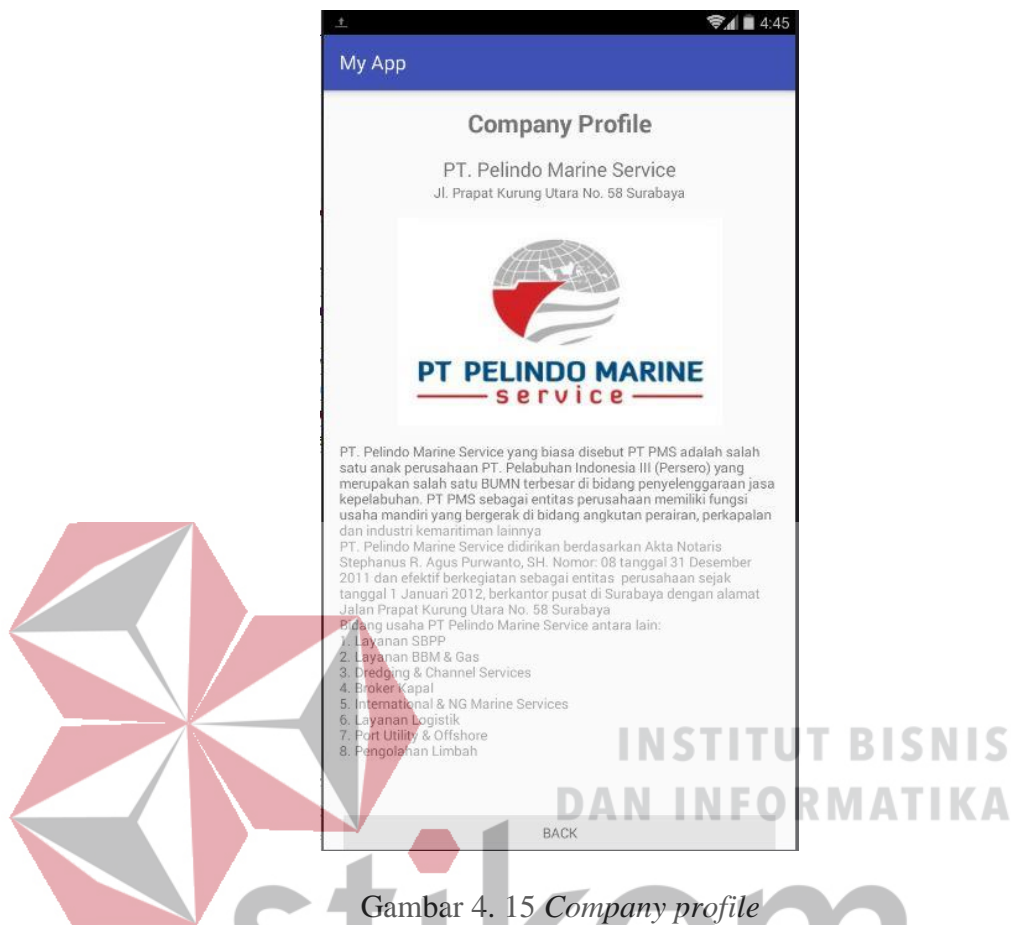 4:45
My App
Company Profile
PT. Pelindo Marine Service
Jl. Prapat Kurung Utara No. 58 Surabaya
PT PELINDO MARINE
service
PT. Pelindo Marine Service yang biasa disebut PT PMS adalah salah
satu anak perusahaan PT. Pelabuhan Indonesia III (Persero) yang
merupakan salah satu BUMN terbesar di bidang penyelenggaraan jasa
kepelabuhan. PT PMS sebagai entitas perusahaan memiliki fungsi
usaha mandiri yang bergerak di bidang angkutan perairan, perkapalan
dan industri kemaritiman lainnya
PT. Pelindo Marine Service didirikan berdasarkan Akta Notaris
Stephanus R. Agus Purwanto, SH. Nomor: 08 tanggal 31 Desember
2011 dan efektif berkegiatan sebagai entitas perusahaan sejak
tanggal 1 Januari 2012, berkantor pusat di Surabaya dengan alamat
Jalan Prapat Kurung Utara No. 58 Surabaya
Bidang usaha PT Pelindo Marine Service antara lain:
1. Layanan SBPP
2. Layanan BBM & Gas
3. Dredging & Channel Services
4. Broker Kapal
5. International & NG Marine Services
6. Layanan Logistik
7. Port Utility & Offshore
8. Pengolahan Limbah
INSTITUT BISNIS
DAN INFORMATIKA
BACK
stikom
Gambar 4. 15 Company profile